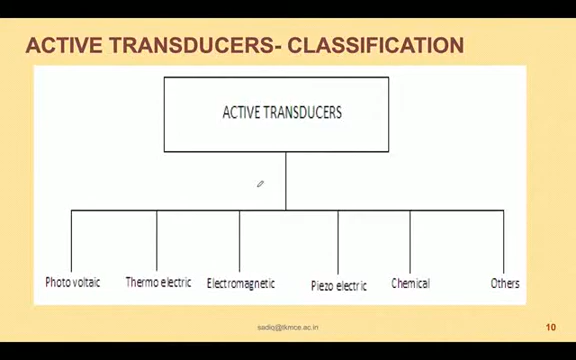 ACTIVE TRANSDUCERS- CLASSIFICATION
ACTIVE TRANSDUCERS
Photo voltaic Thermo electric Electromagnetic Piezo electric Chemical Others
sadiq@tkmce.ac.in 10